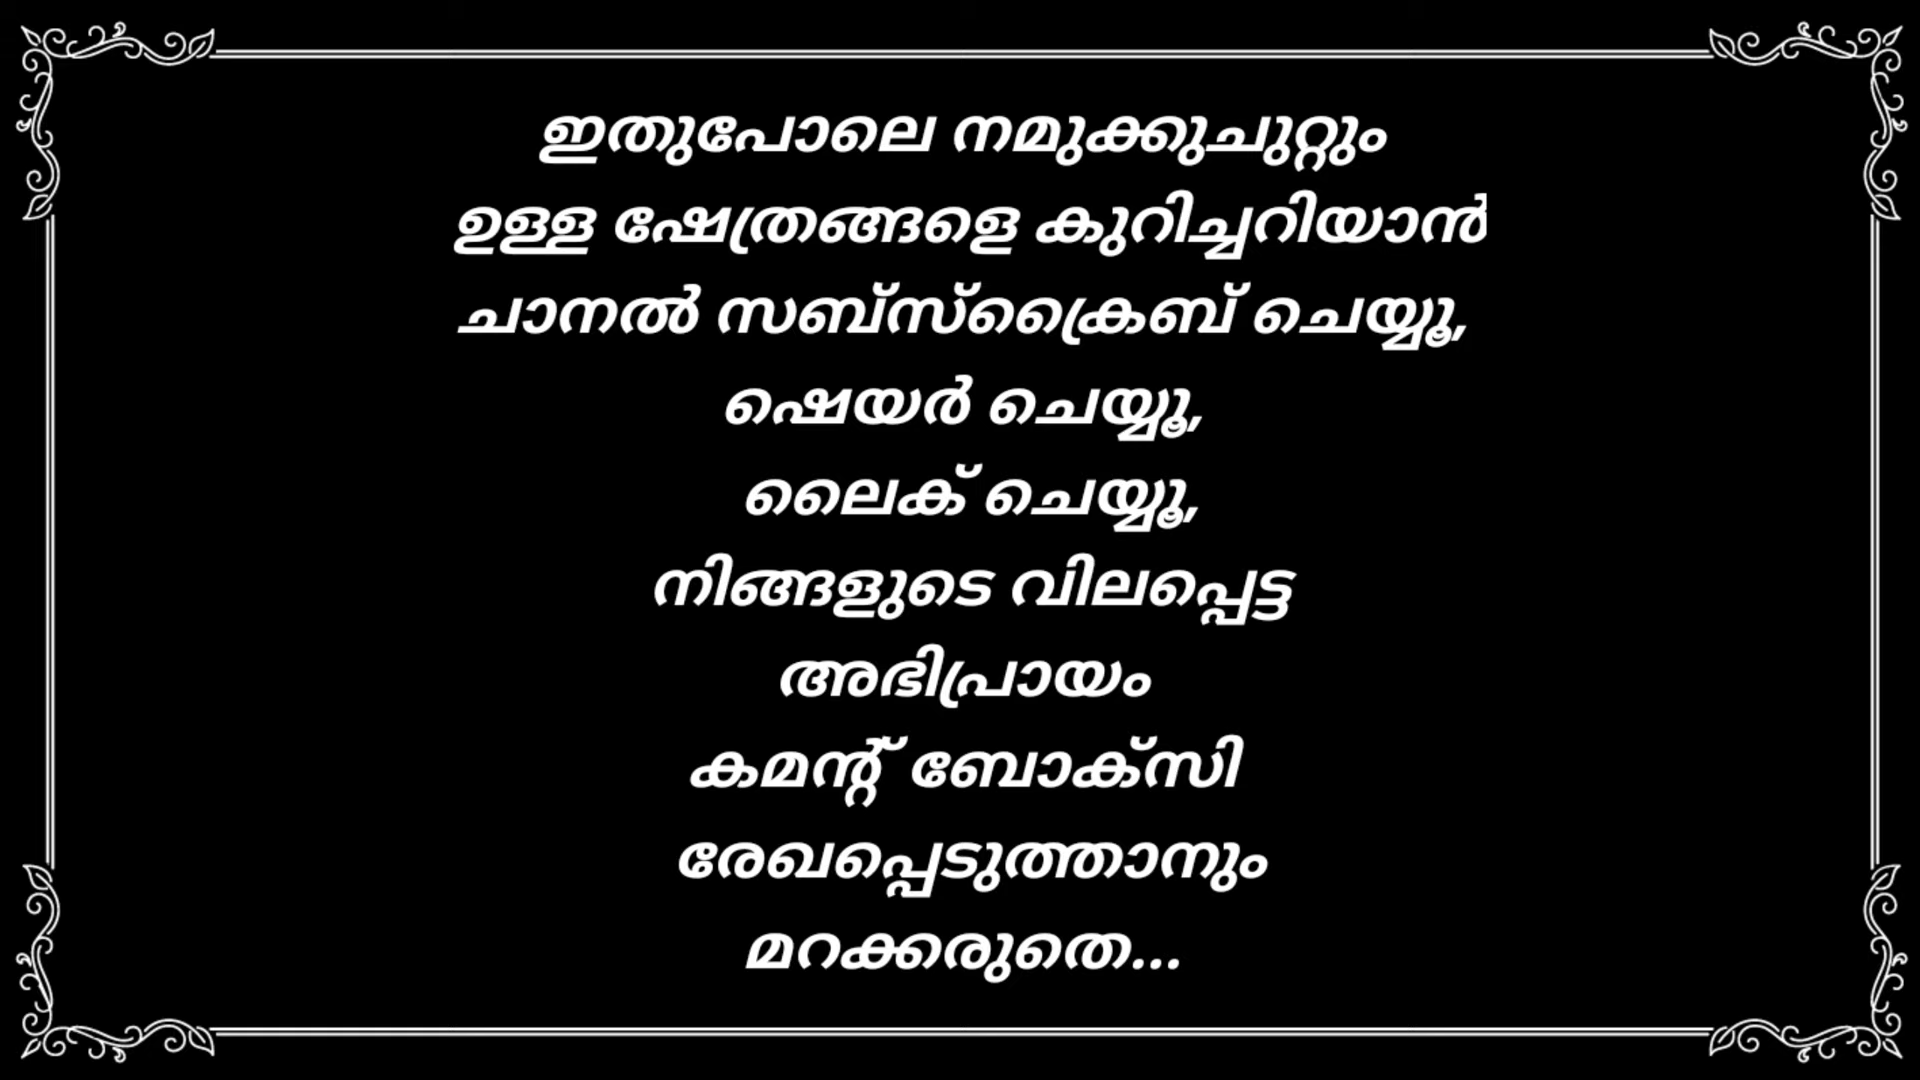 ഇതുപോലെ നമുക്കുചുറ്റും
ഉള്ള ഷേത്രങ്ങളെ കുറിച്ചറിയാൻ
ചാനൽ സബ്സ്ക്രൈബ് ചെയ്യൂ,
ഷെയർ ചെയ്യൂ,
ലൈക് ചെയ്യൂ,
നിങ്ങളുടെ വിലപ്പെട്ട
അഭിപ്രായം
കമന്റ് ബോക്സി
രേഖപ്പെടുത്താനും
മറക്കരുതെ...